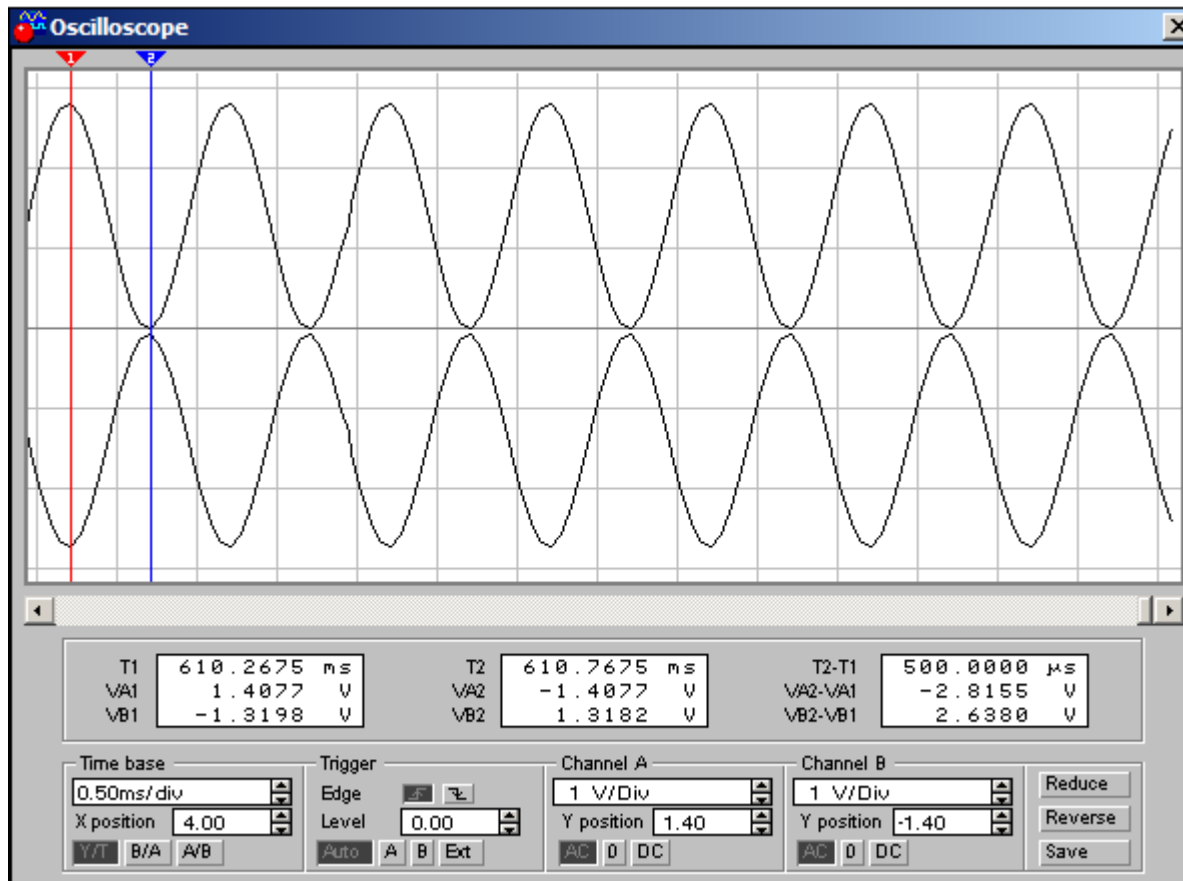 Oscilloscope
1 2
T1 610.2675 ms T2 610.7675 ms T2-T1 500.0000 µs
VA1 1.4077 V VA2 -1.4077 V VA2-VA1 -2.8155 V
VB1 -1.3198 V VB2 1.3182 V VB2-VB1 2.6380 V
Time base Trigger Channel A Channel B
0.50ms/div Edge 1 V/Div 1 V/Div Reduce
X position 4.00 Level 0.00 Y position 1.40 Y position -1.40 Reverse
Y/T B/A A/B Auto A B Ext AC 0 DC AC 0 DC Save